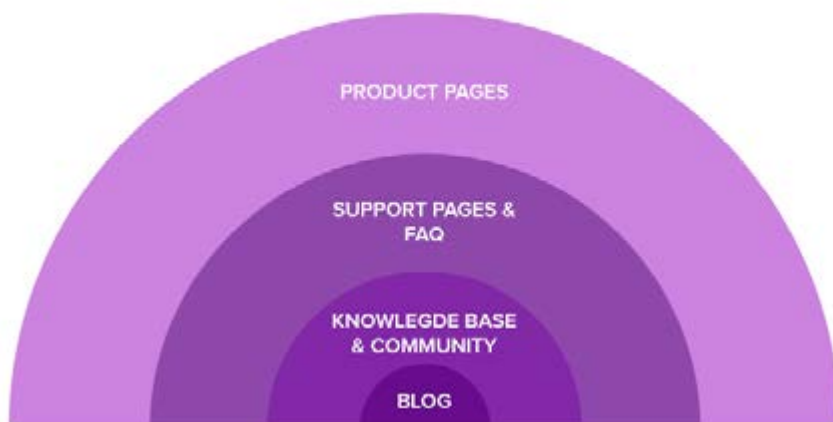 PRODUCT PAGES
SUPPORT PAGES &
FAQ
KNOWLEGDE BASE
& COMMUNITY
BLOG